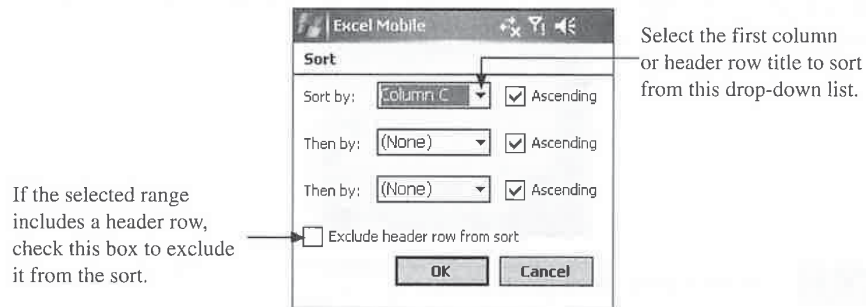 Excel Mobile
Sort
Sort by: Column C Ascending
Then by: (None) Ascending
Then by: (None) Ascending
Exclude header row from sort
OK Cancel
Select the first column
or header row title to sort
from this drop-down list.
If the selected range
includes a header row,
check this box to exclude
it from the sort.